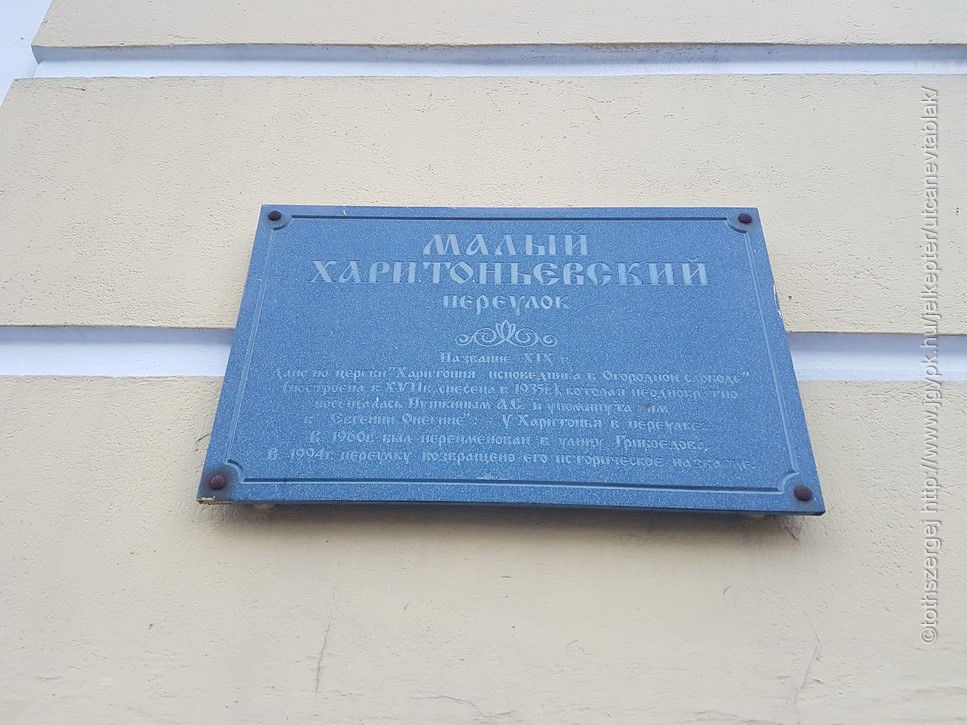 МАЛЫЙ
ХАРИТОНЬЕВСКИЙ
переулок
Название XIX в.
Дано по церкви "Харитония исповедника в Огородной слободе"
(построена в XVIIв., снесена в 1935г.), которая неоднократно
посещалась Пушкиным А.С. и упомянута им
в "Евгении Онегине": У Харитонья в переулке...
В 1960г. был переименован в улицу Грибоедова.
В 1994г. переулку возвращено его историческое название.
©tothszergej http://www.jgypk.hu/jelkepter/utcanevtablak/